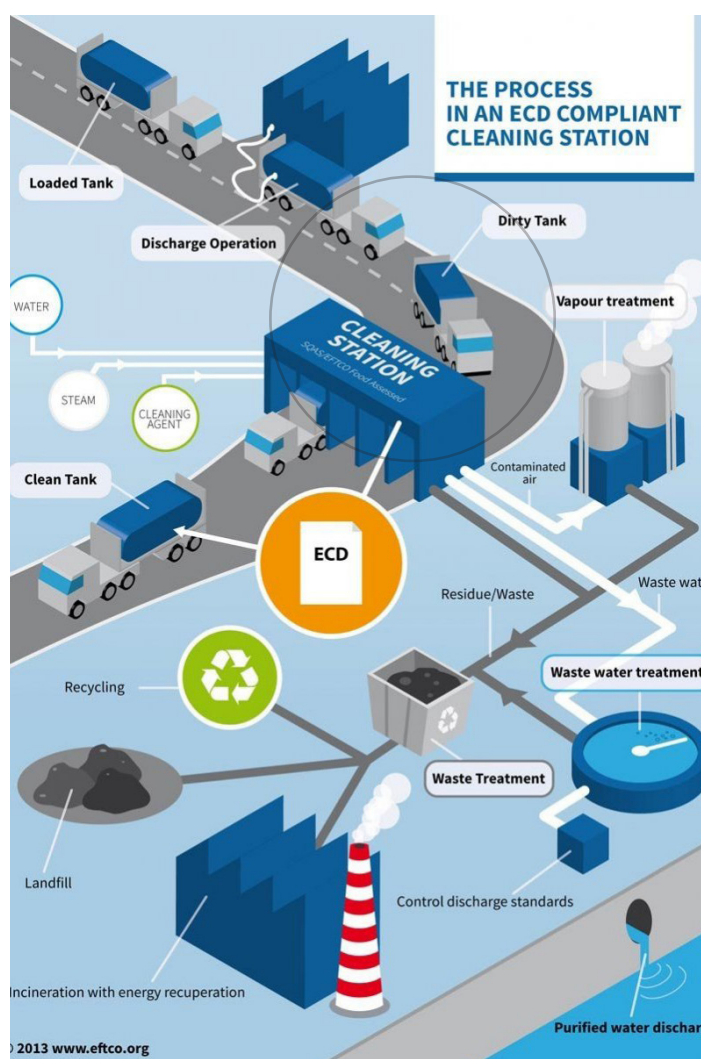 THE PROCESS
IN AN ECD COMPLIANT
CLEANING STATION
Loaded Tank
Discharge Operation
Dirty Tank
WATER
STEAM
CLEANING
AGENT
CLEANING
STATION
SQAS/EFTCO Food Assessed
Vapour treatment
Clean Tank
Contaminated
air
ECD
Residue/Waste
Waste wat
Recycling
Waste water treatment
Waste Treatment
Landfill
Control discharge standards
Incineration with energy recuperation
Purified water dischar
© 2013 www.eftco.org